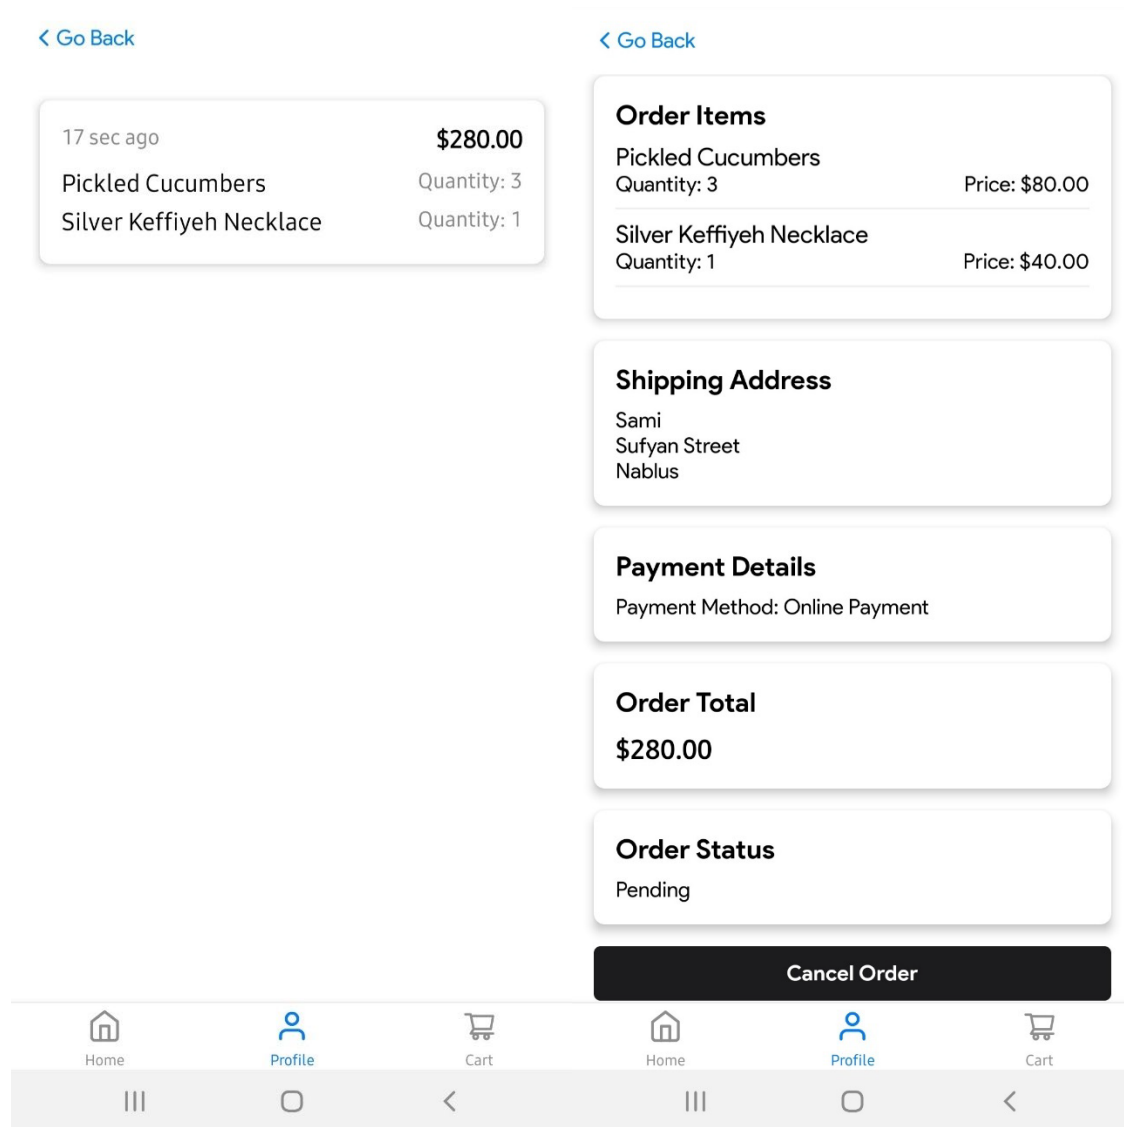 Go Back
17 sec ago $280.00
Pickled Cucumbers Quantity: 3
Silver Keffiyeh Necklace Quantity: 1
Home Profile Cart
Go Back
Order Items
Pickled Cucumbers
Quantity: 3 Price: $80.00
Silver Keffiyeh Necklace
Quantity: 1 Price: $40.00
Shipping Address
Sami
Sufyan Street
Nablus
Payment Details
Payment Method: Online Payment
Order Total
$280.00
Order Status
Pending
Cancel Order
Home Profile Cart